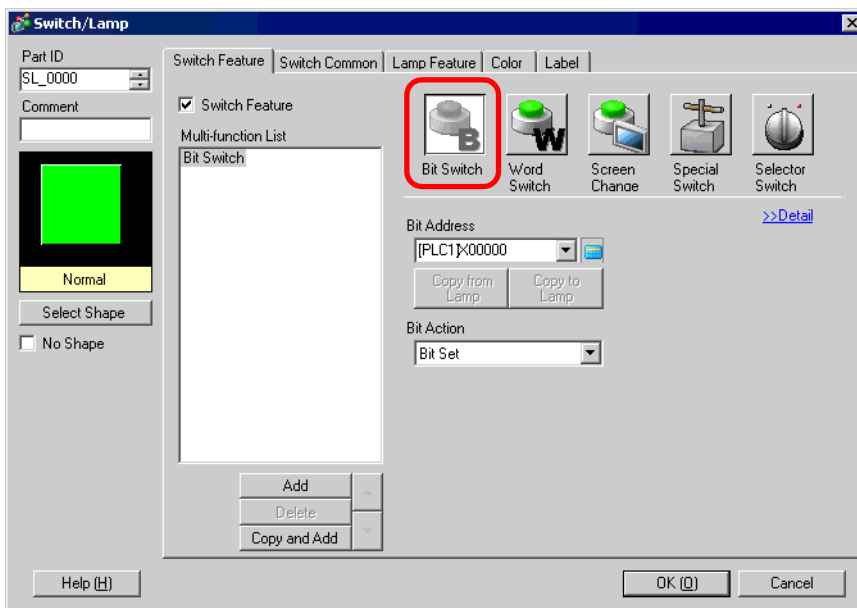 Switch/Lamp
Part ID
SL_0000
Comment
Normal
Select Shape
No Shape
Switch Feature
Switch Common
Lamp Feature
Color
Label
Switch Feature
Multi-function List
Bit Switch
Add
Delete
Copy and Add
B
Bit Switch
W
Word
Switch
Screen
Change
Special
Switch
Selector
Switch
>>Detail
Bit Address
[PLC1]X00000
Copy from
Lamp
Copy to
Lamp
Bit Action
Bit Set
Help (H)
OK (O)
Cancel